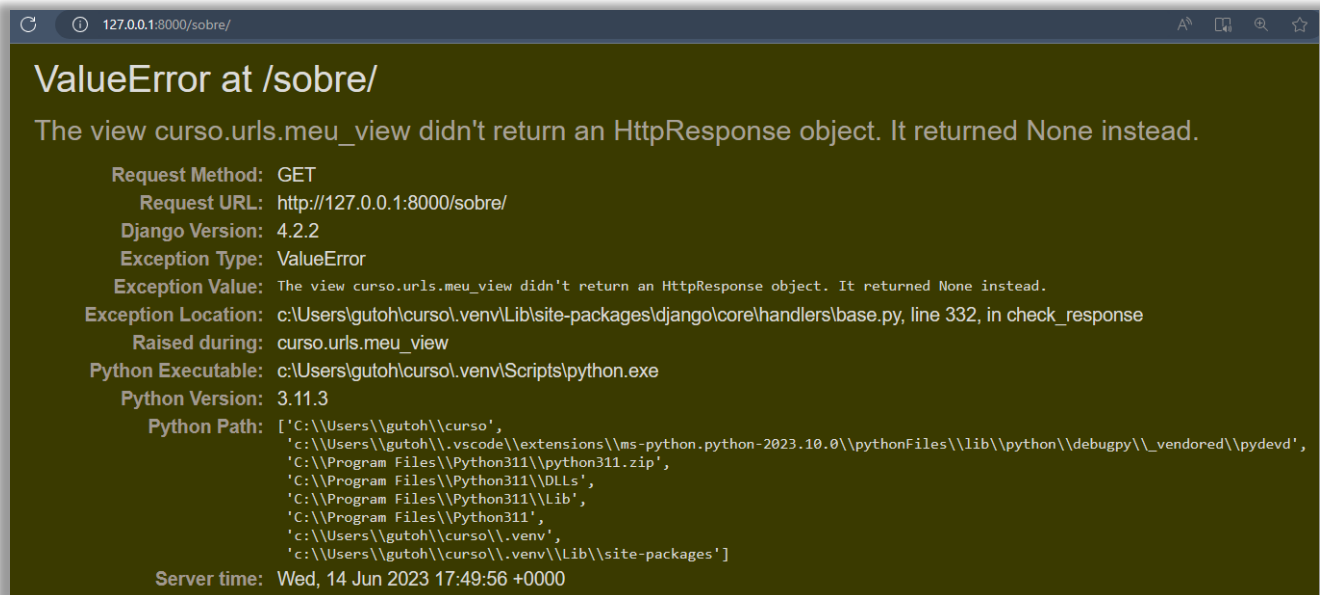 127.0.0.1:8000/sobre/
ValueError at /sobre/
The view curso.urls.meu_view didn't return an HttpResponse object. It returned None instead.
Request Method: GET
Request URL: http://127.0.0.1:8000/sobre/
Django Version: 4.2.2
Exception Type: ValueError
Exception Value: The view curso.urls.meu_view didn't return an HttpResponse object. It returned None instead.
Exception Location: c:\Users\gutoh\curso\.venv\Lib\site-packages\django\core\handlers\base.py, line 332, in check_response
Raised during: curso.urls.meu_view
Python Executable: c:\Users\gutoh\curso\.venv\Scripts\python.exe
Python Version: 3.11.3
Python Path: ['C:\\Users\\gutoh\\curso',
'c:\\Users\\gutoh\\.vscode\\extensions\\ms-python.python-2023.10.0\\pythonFiles\\lib\\python\\debugpy\\_vendored\\pydevd',
'C:\\Program Files\\Python311\\python311.zip',
'C:\\Program Files\\Python311\\DLLs',
'C:\\Program Files\\Python311\\Lib',
'C:\\Program Files\\Python311',
'c:\\Users\\gutoh\\curso\\.venv',
'c:\\Users\\gutoh\\curso\\.venv\\Lib\\site-packages']
Server time: Wed, 14 Jun 2023 17:49:56 +0000